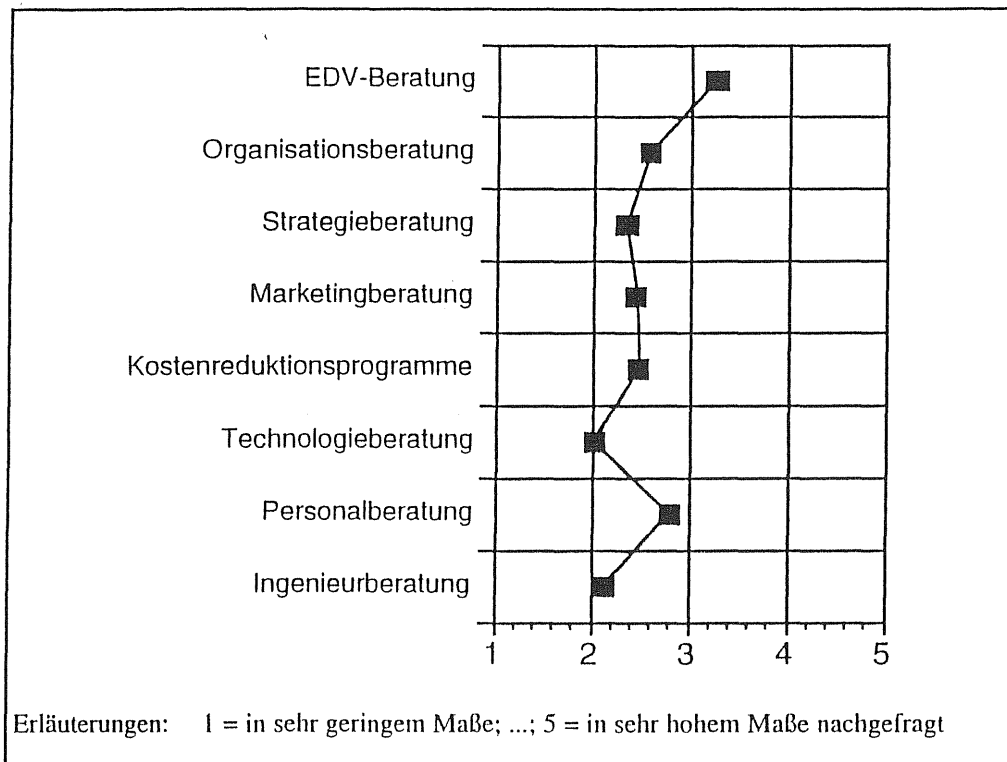 EDV-Beratung
Organisationsberatung
Strategieberatung
Marketingberatung
Kostenreduktionsprogramme
Technologieberatung
Personalberatung
Ingenieurberatung
1 2 3 4 5
Erläuterungen: 1 = in sehr geringem Maße; ...; 5 = in sehr hohem Maße nachgefragt